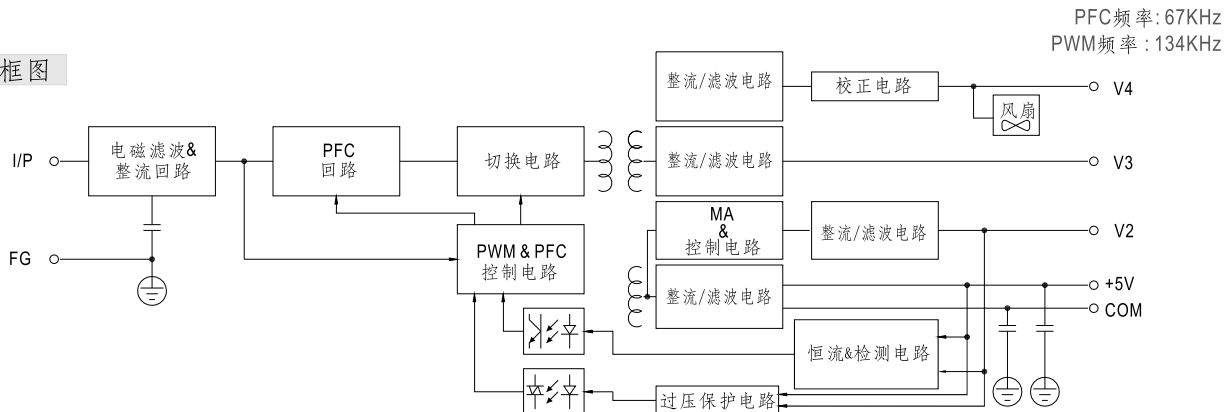 PFC频率: 67KHz
PWM频率 : 134KHz
框图
整流/滤波电路
校正电路
V4
风扇
I/P
电磁滤波&
整流回路
PFC
回路
切换电路
整流/滤波电路
V3
MA
&
控制电路
整流/滤波电路
V2
FG
PWM & PFC
控制电路
整流/滤波电路
+5V
COM
恒流&检测电路
过压保护电路